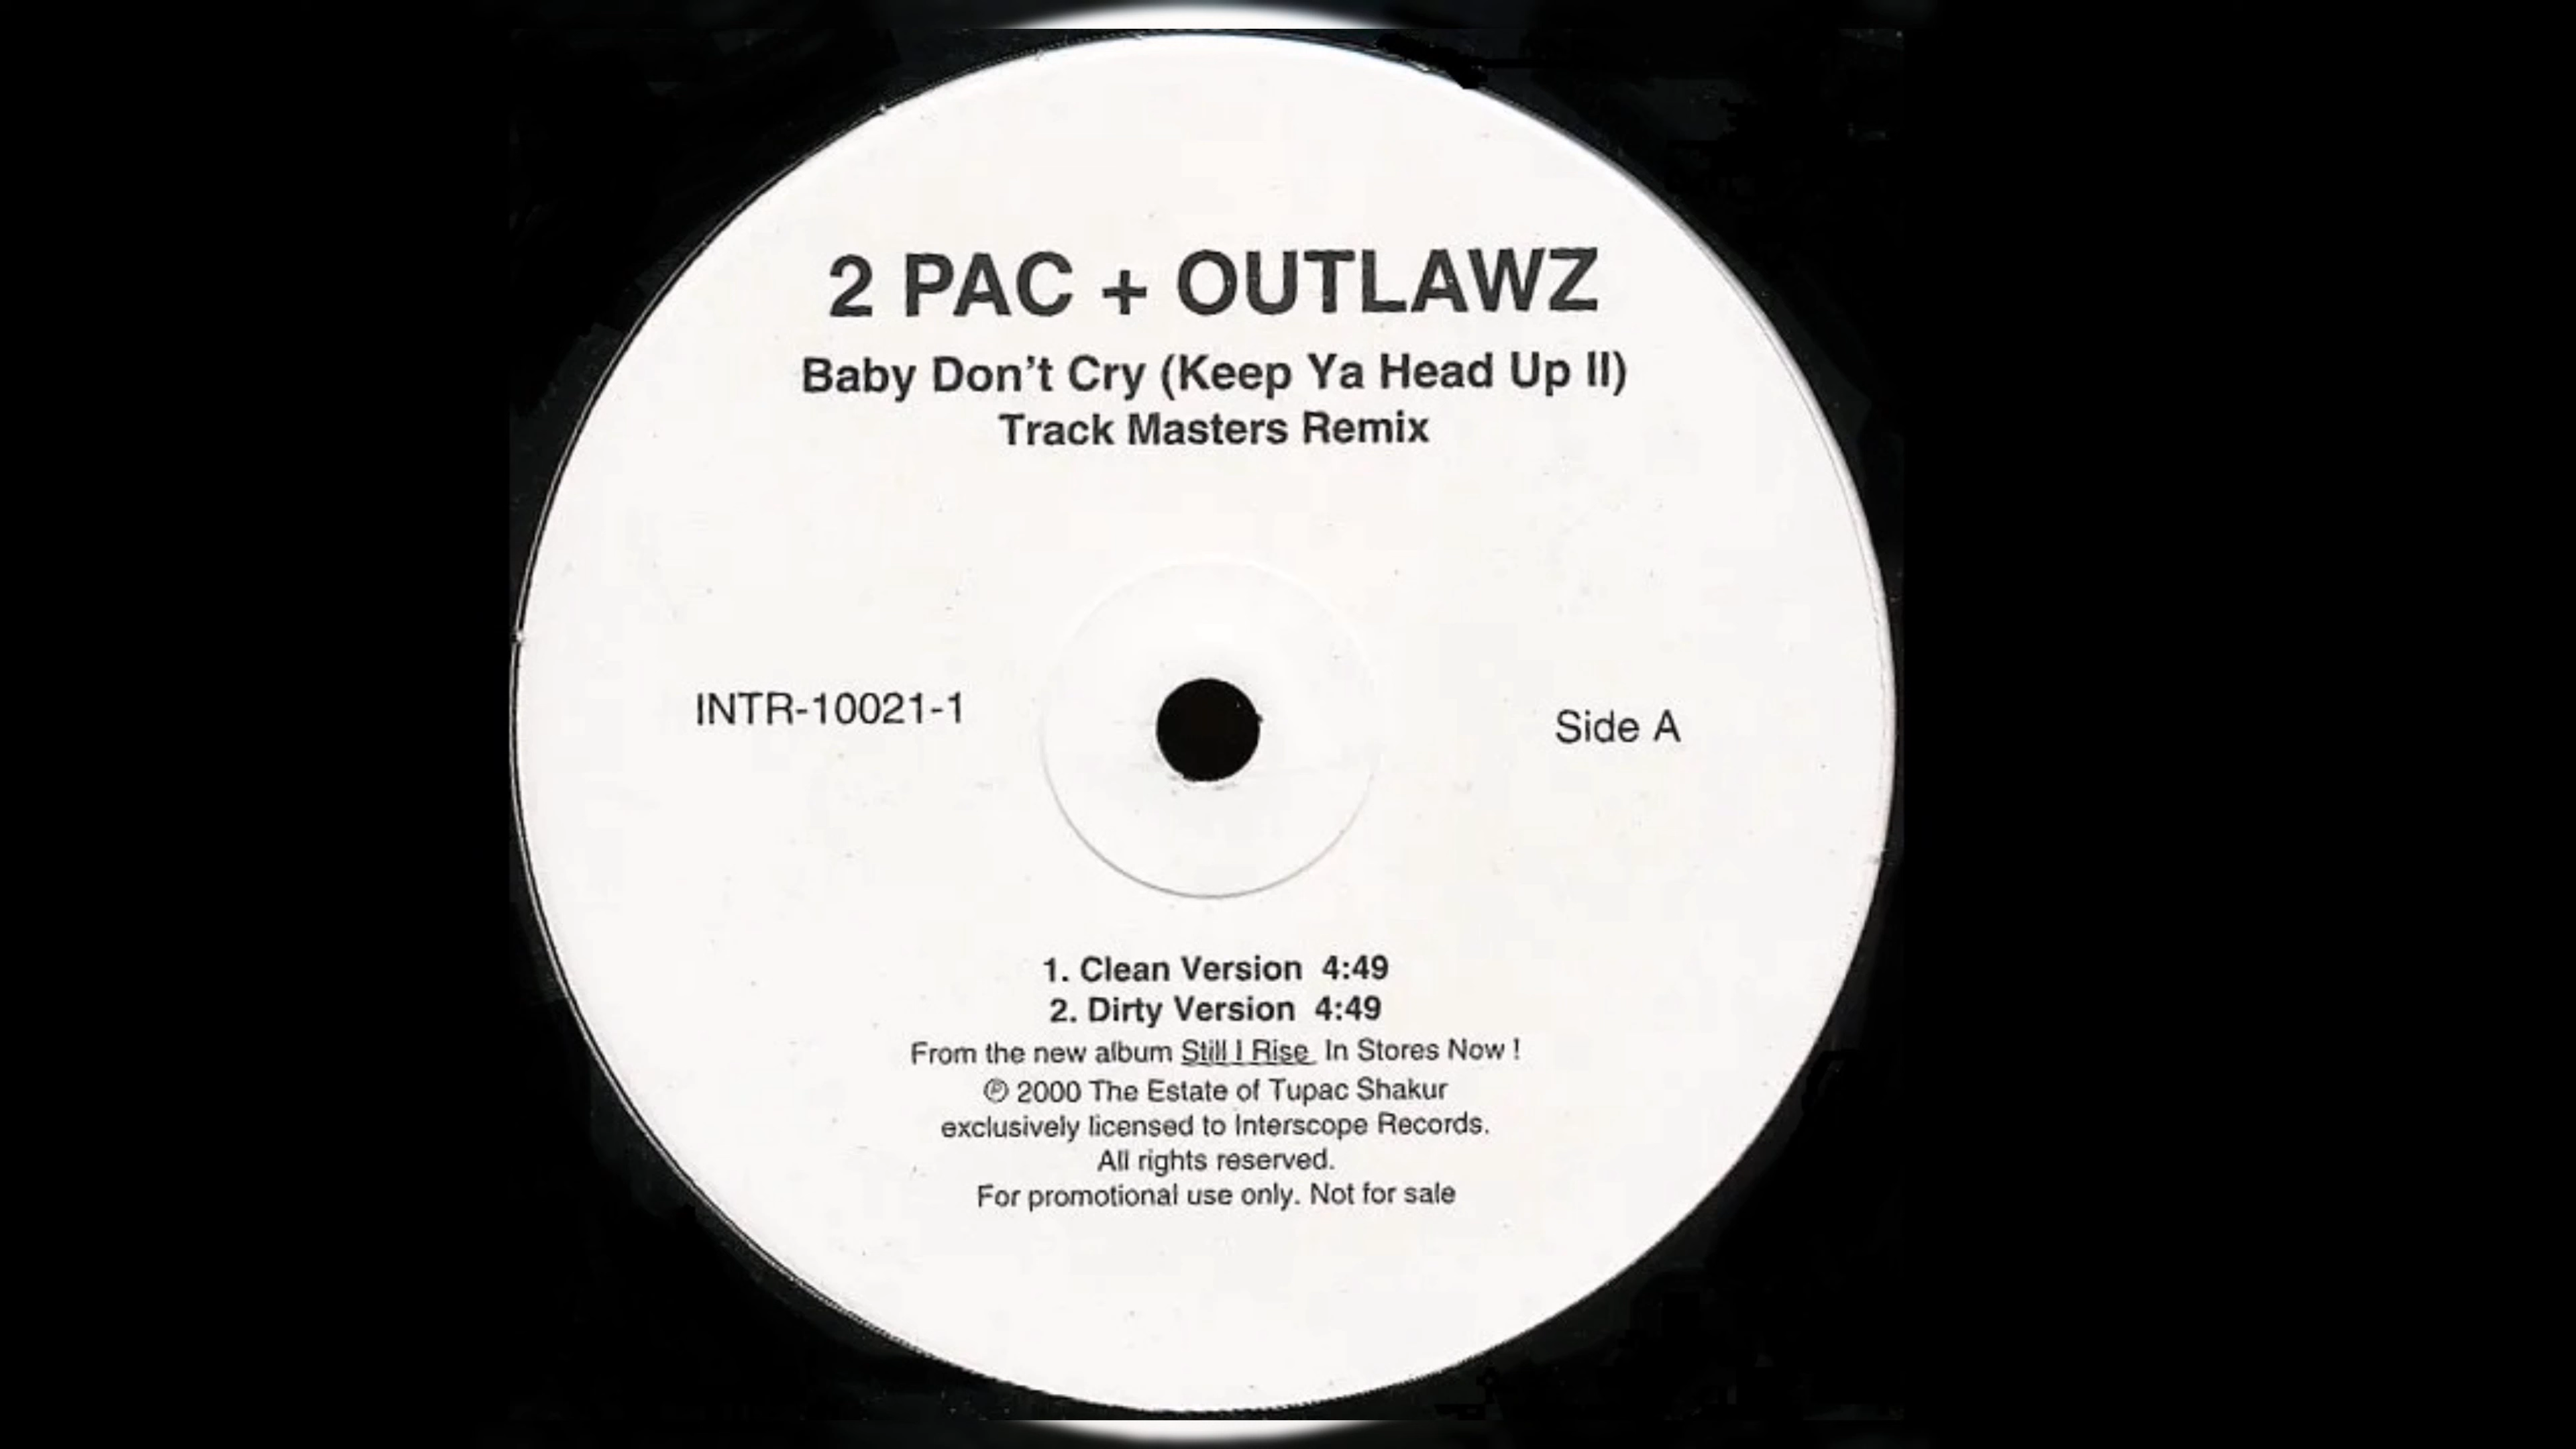 2 PAC + OUTLAWZ
Baby Don't Cry (Keep Ya Head Up II)
Track Masters Remix
INTR-10021-1
Side A
1. Clean Version 4:49
2. Dirty Version 4:49
From the new album Still I Rise In Stores Now !
℗ 2000 The Estate of Tupac Shakur
exclusively licensed to Interscope Records.
All rights reserved.
For promotional use only. Not for sale